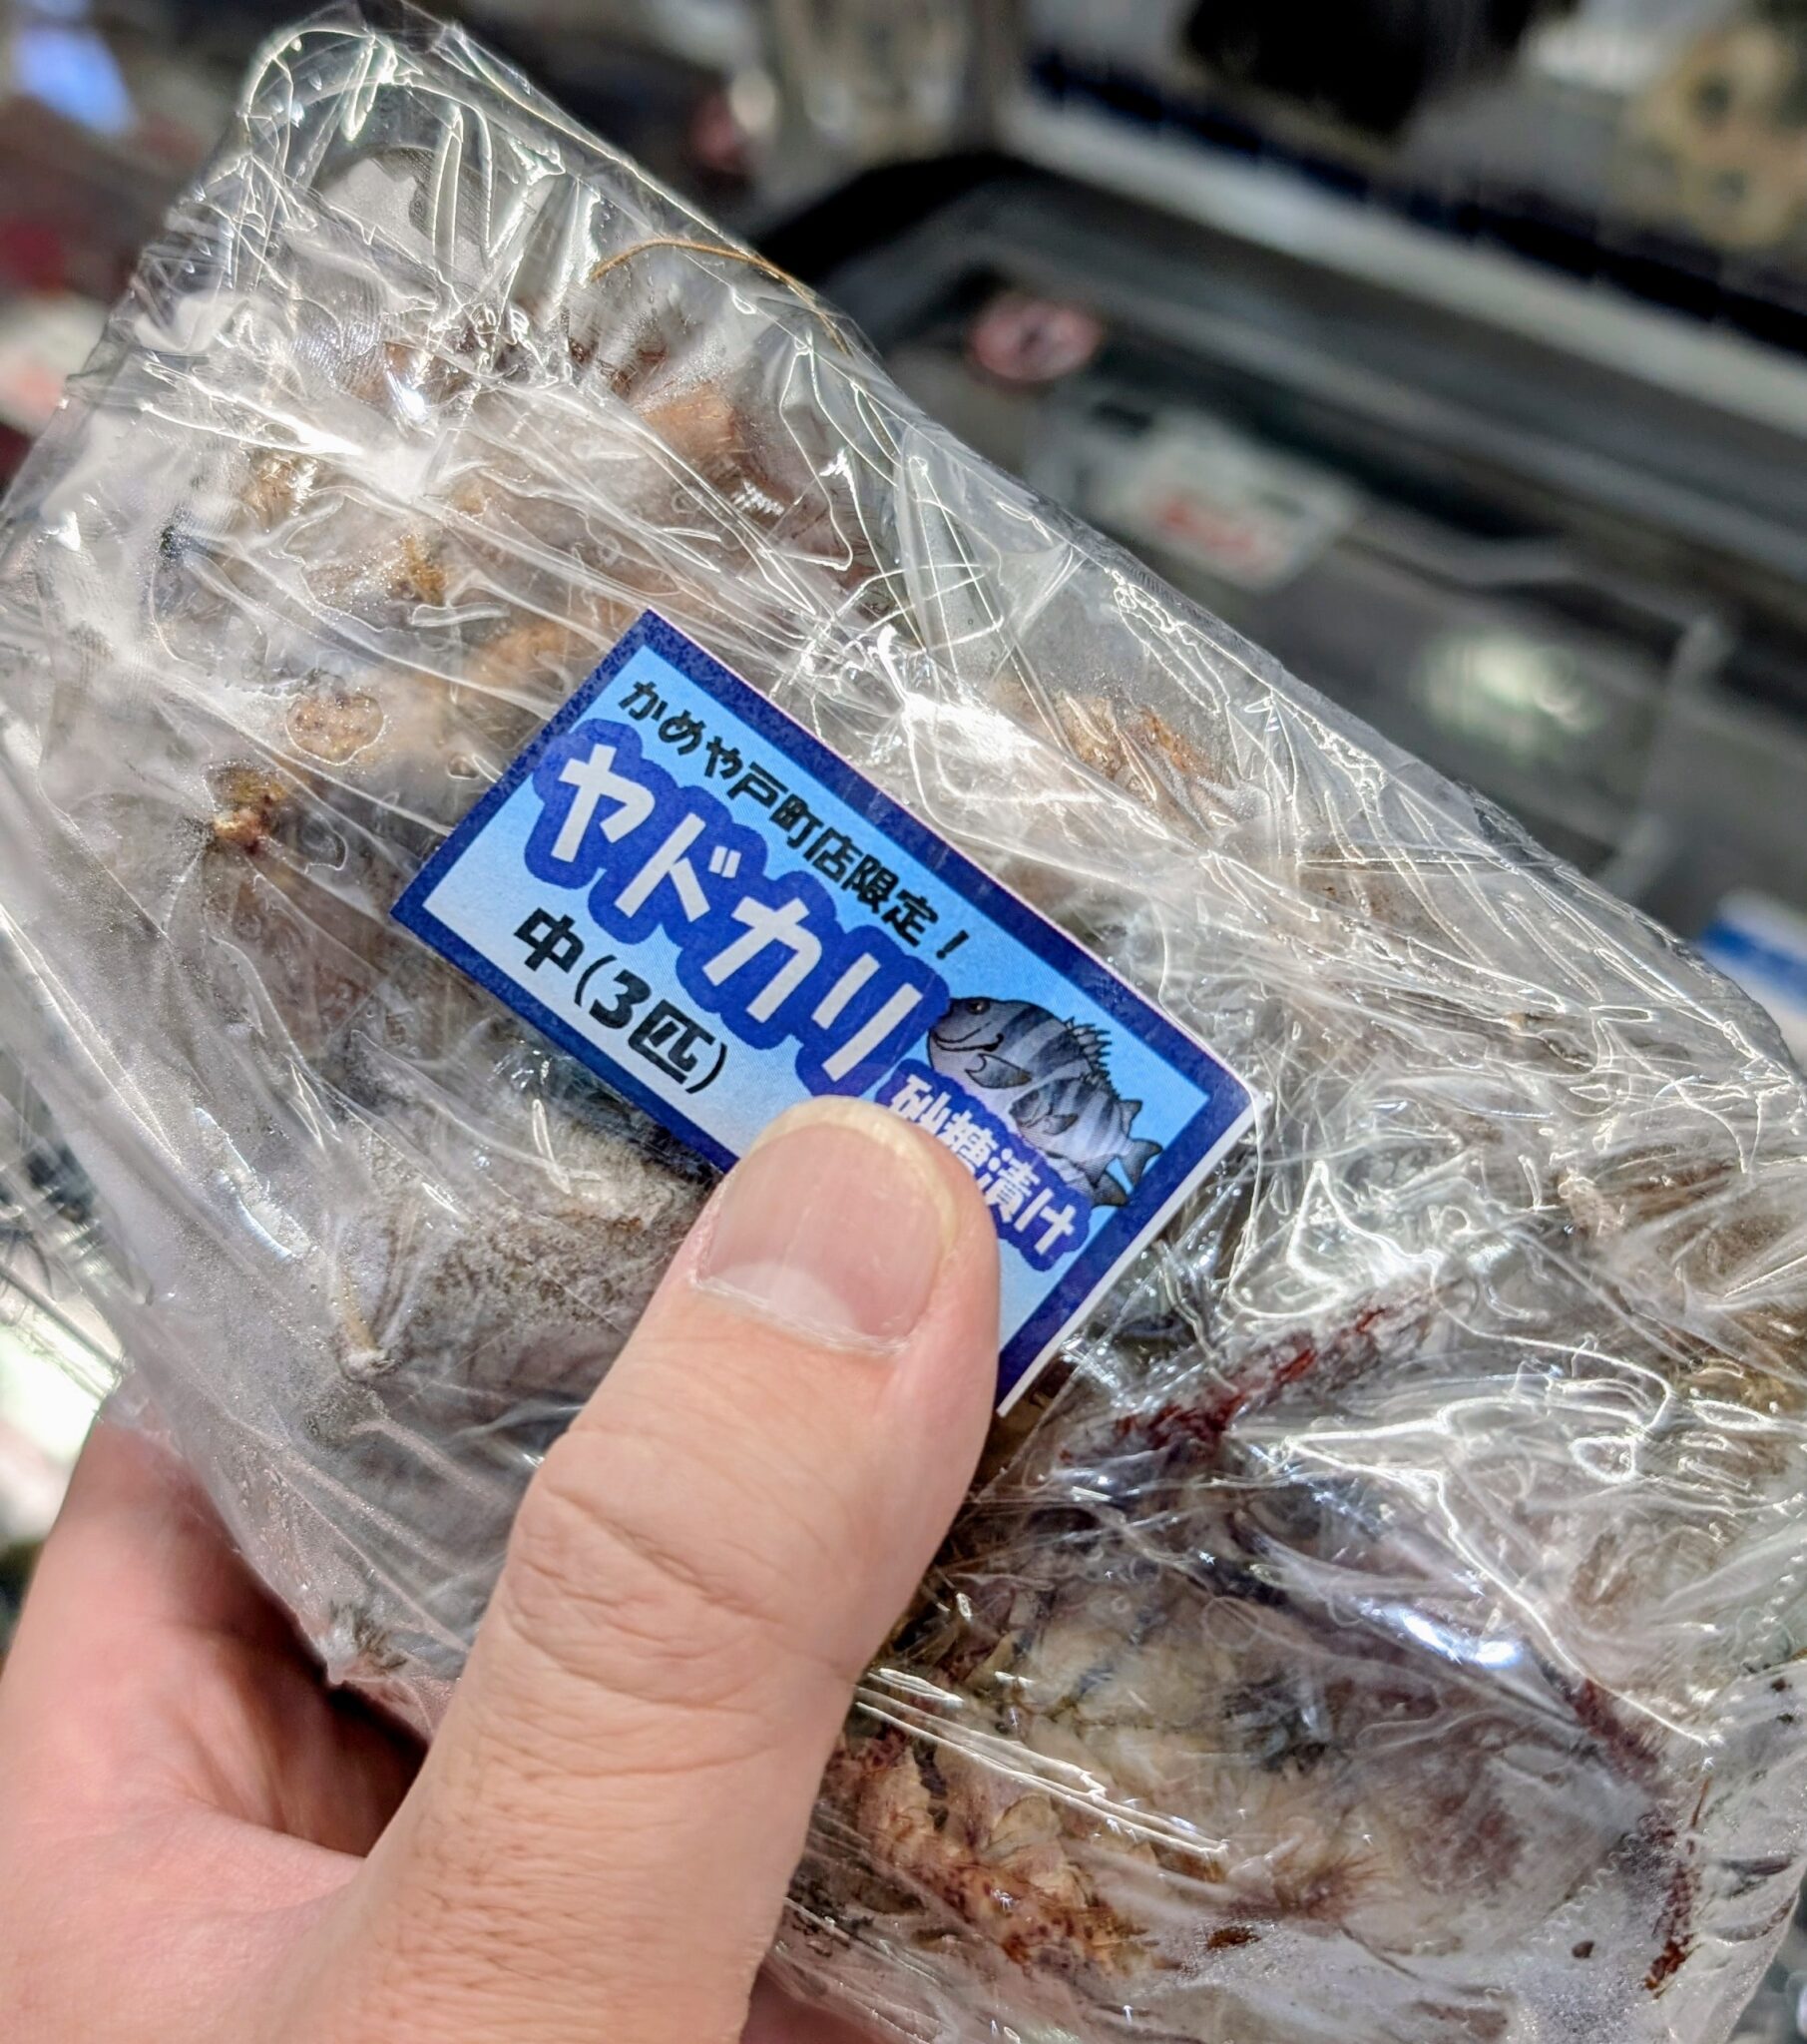 かめや戸町店限定！
ヤドカリ
砂糖漬け
中(3匹)